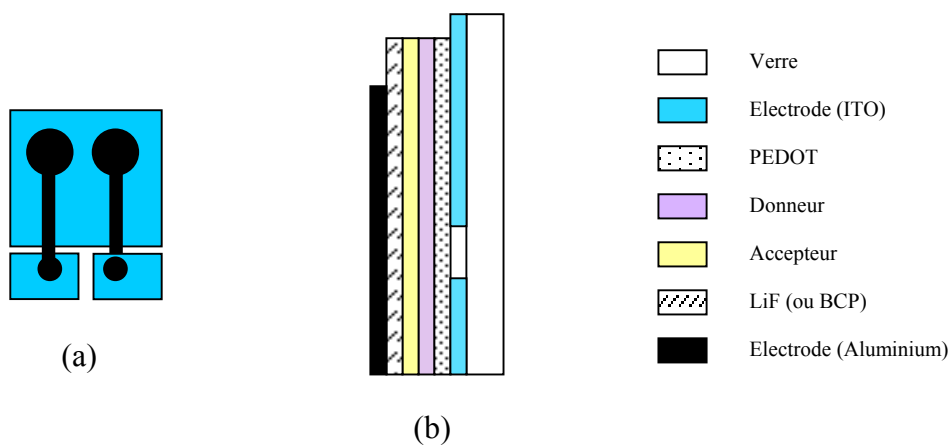 Verre
Electrode (ITO)
PEDOT
Donneur
Accepteur
LiF (ou BCP)
Electrode (Aluminium)
(a)
(b)